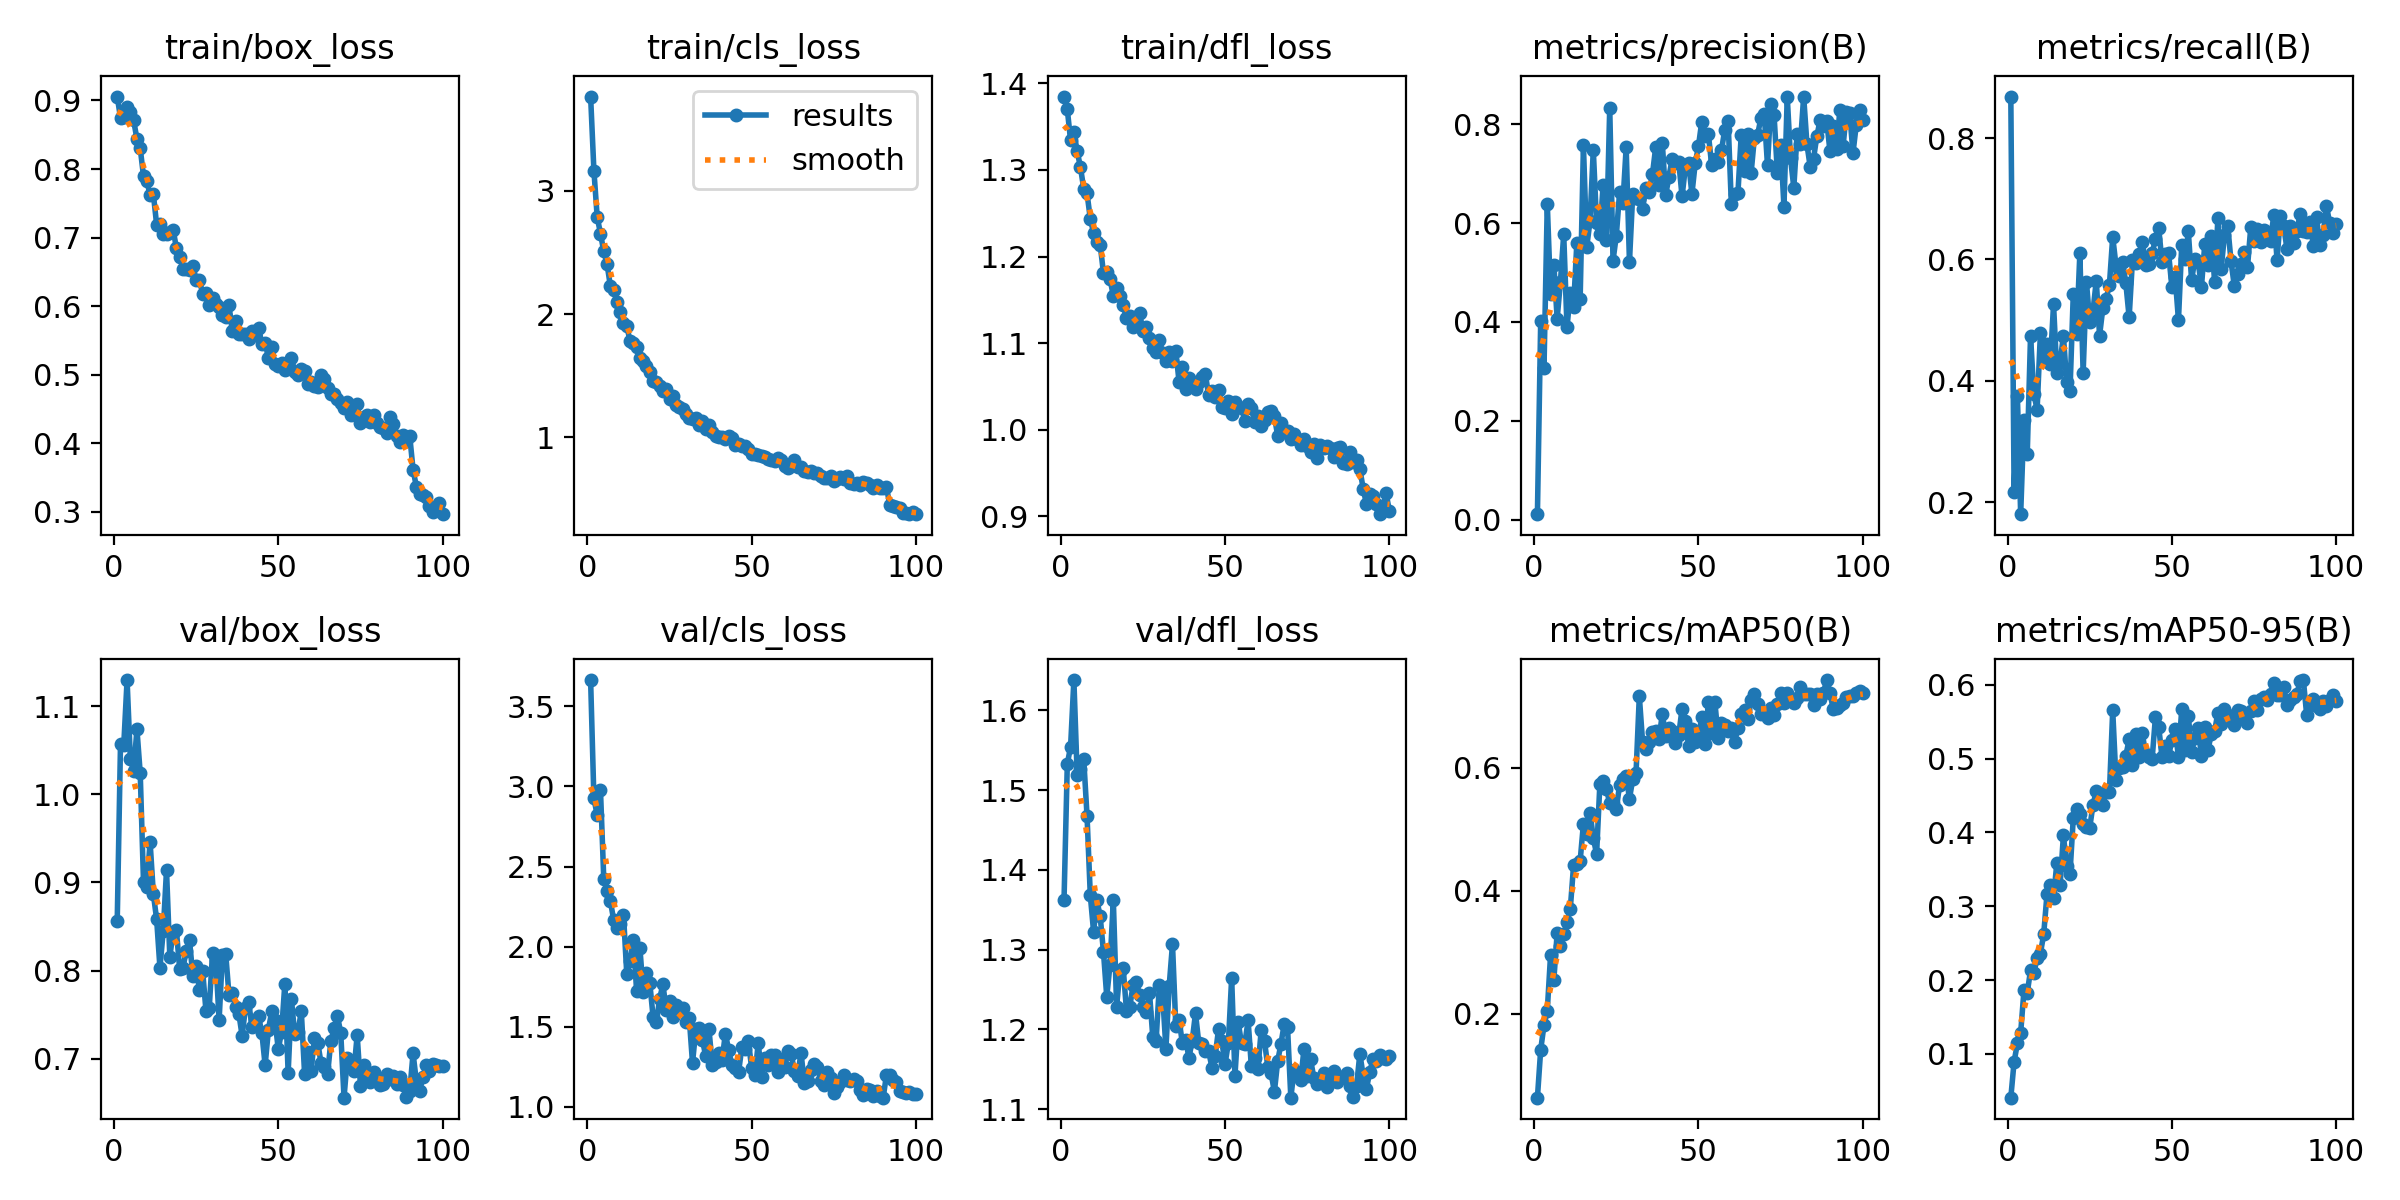 train/box_loss
0.9
0.8
0.7
0.6
0.5
0.4
0.3
0 50 100
train/cls_loss
results
smooth
3
2
1
0 50 100
train/dfl_loss
1.4
1.3
1.2
1.1
1.0
0.9
0 50 100
metrics/precision(B)
0.8
0.6
0.4
0.2
0.0
0 50 100
metrics/recall(B)
0.8
0.6
0.4
0.2
0 50 100
val/box_loss
1.1
1.0
0.9
0.8
0.7
0 50 100
val/cls_loss
3.5
3.0
2.5
2.0
1.5
1.0
0 50 100
val/dfl_loss
1.6
1.5
1.4
1.3
1.2
1.1
0 50 100
metrics/mAP50(B)
0.6
0.4
0.2
0 50 100
metrics/mAP50-95(B)
0.6
0.5
0.4
0.3
0.2
0.1
0 50 100